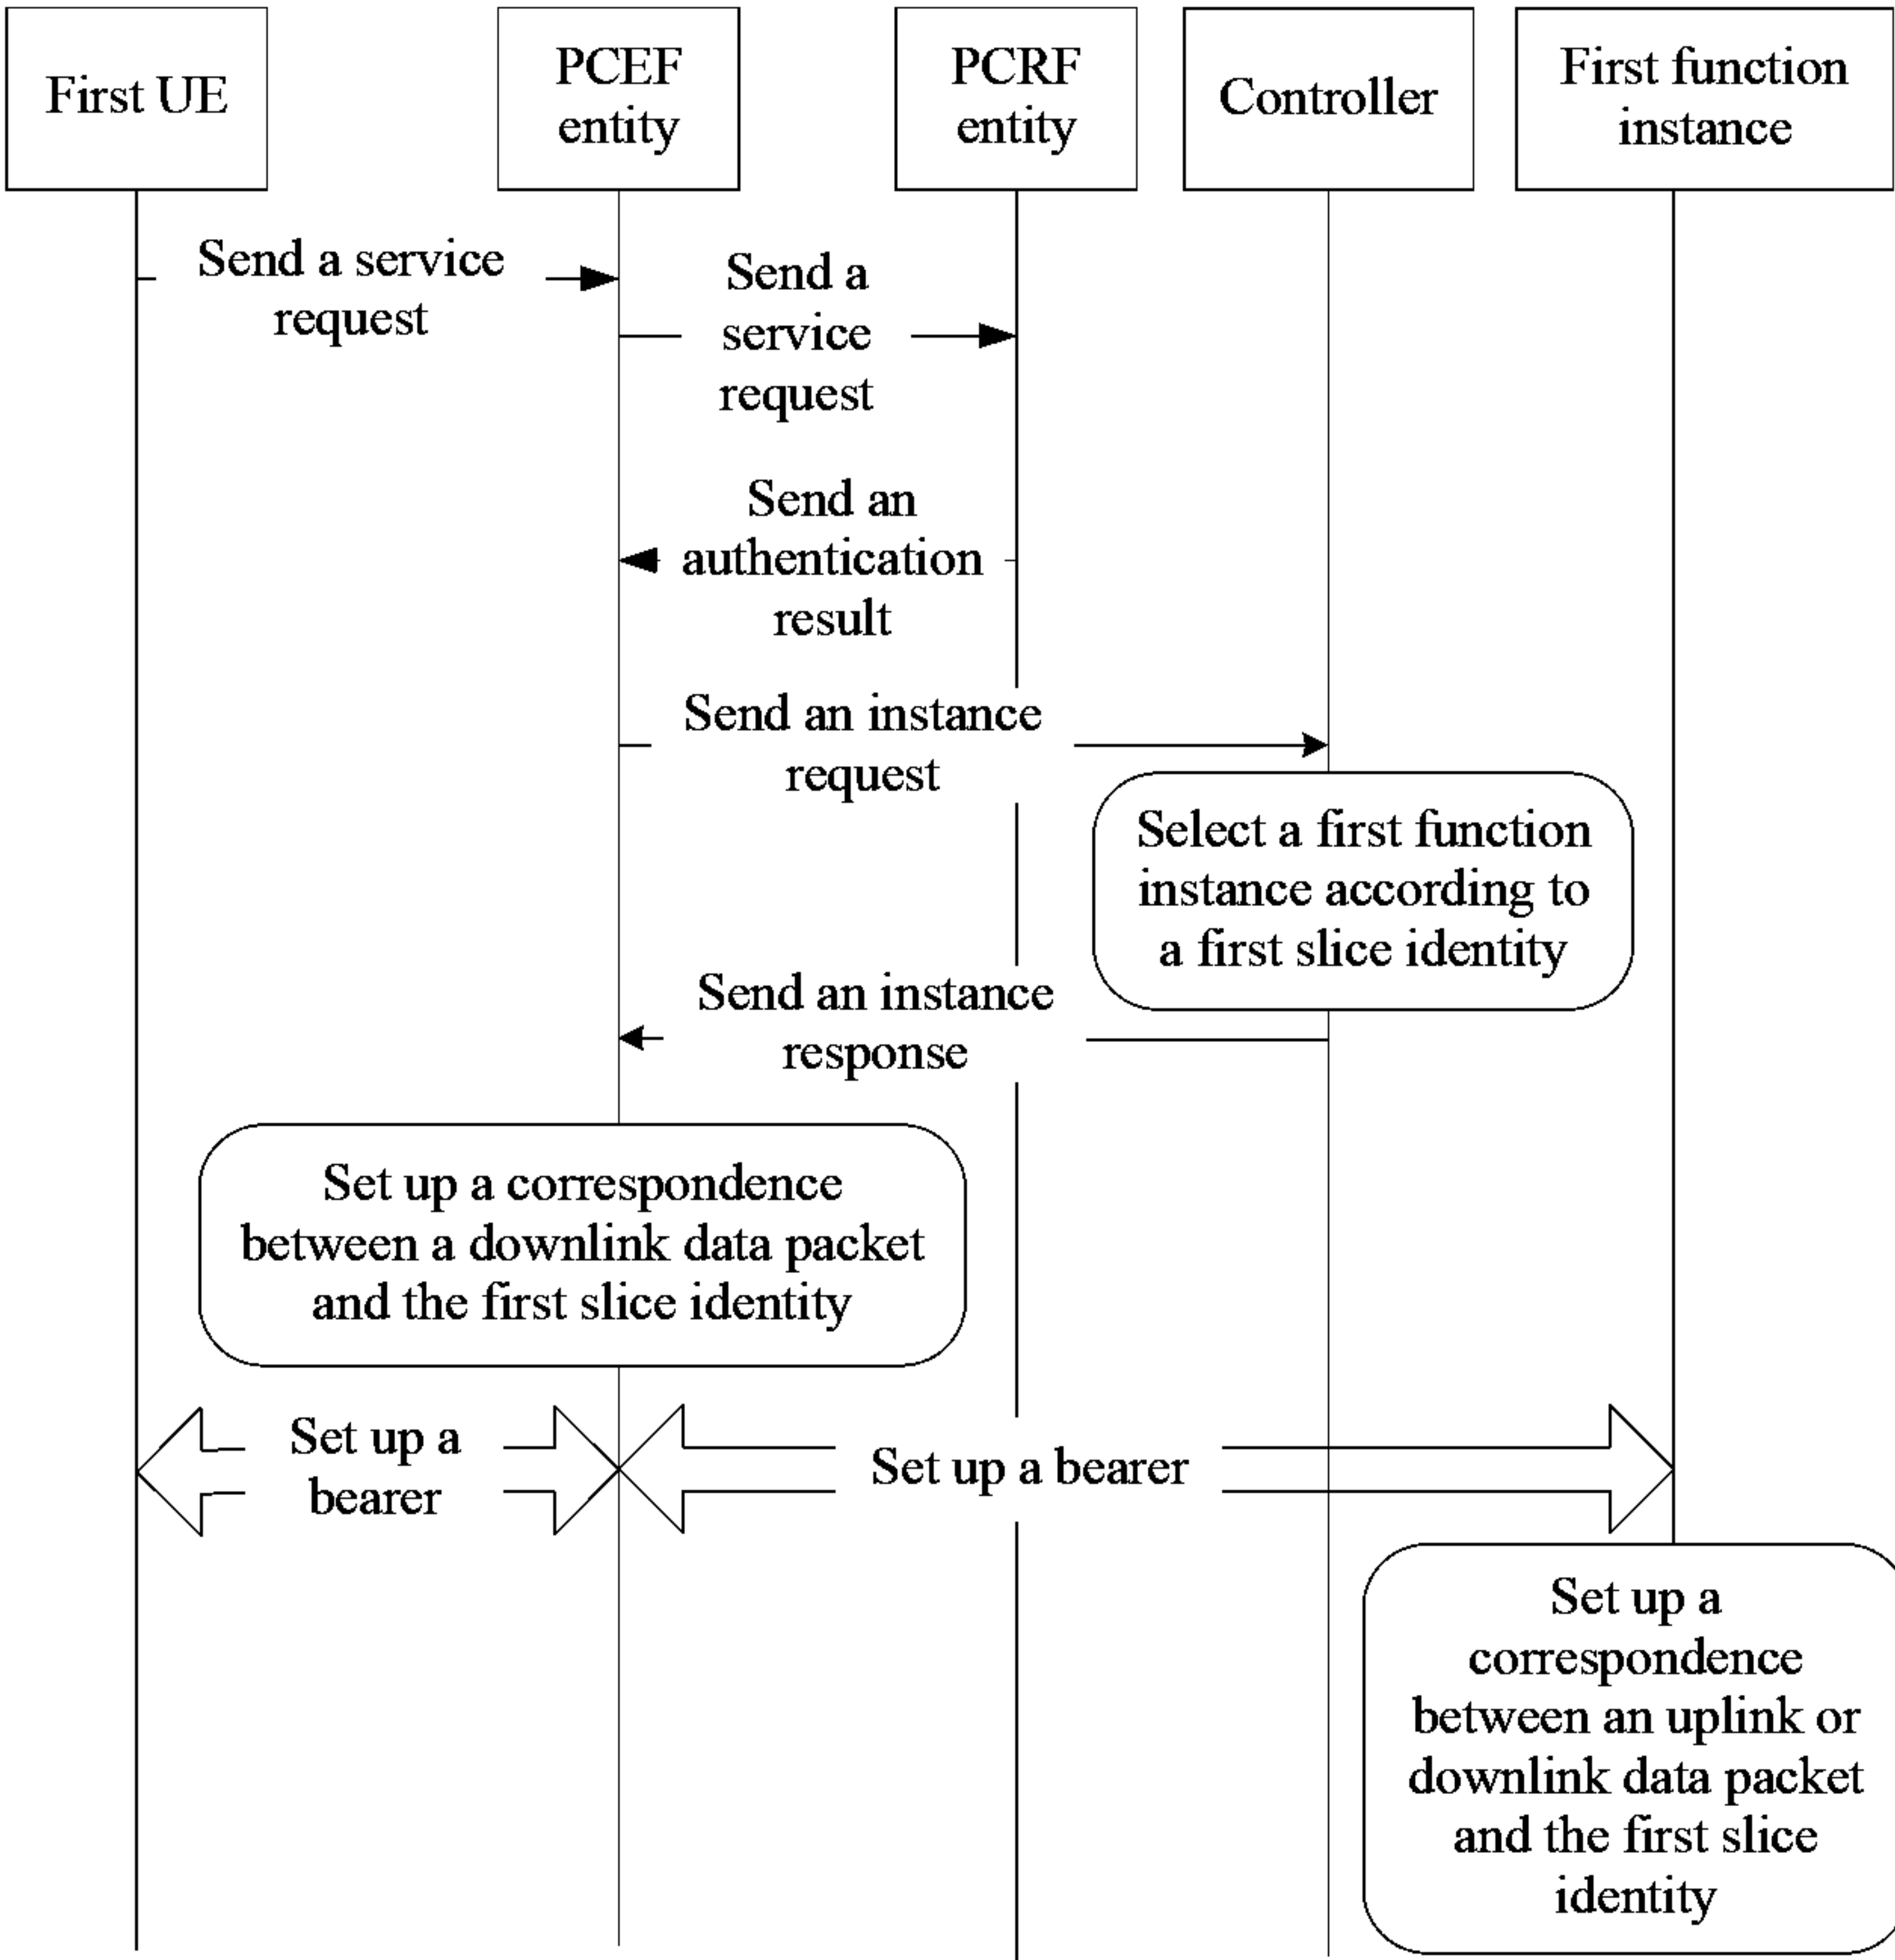 First UE
PCEF
entity
PCRF
entity
Controller
First function
instance
Send a service
request
Send a
service
request
Send an
authentication
result
Send an instance
request
Select a first function
instance according to
a first slice identity
Send an instance
response
Set up a correspondence
between a downlink data packet
and the first slice identity
Set up a
bearer
Set up a bearer
Set up a
correspondence
between an uplink or
downlink data packet
and the first slice
identity